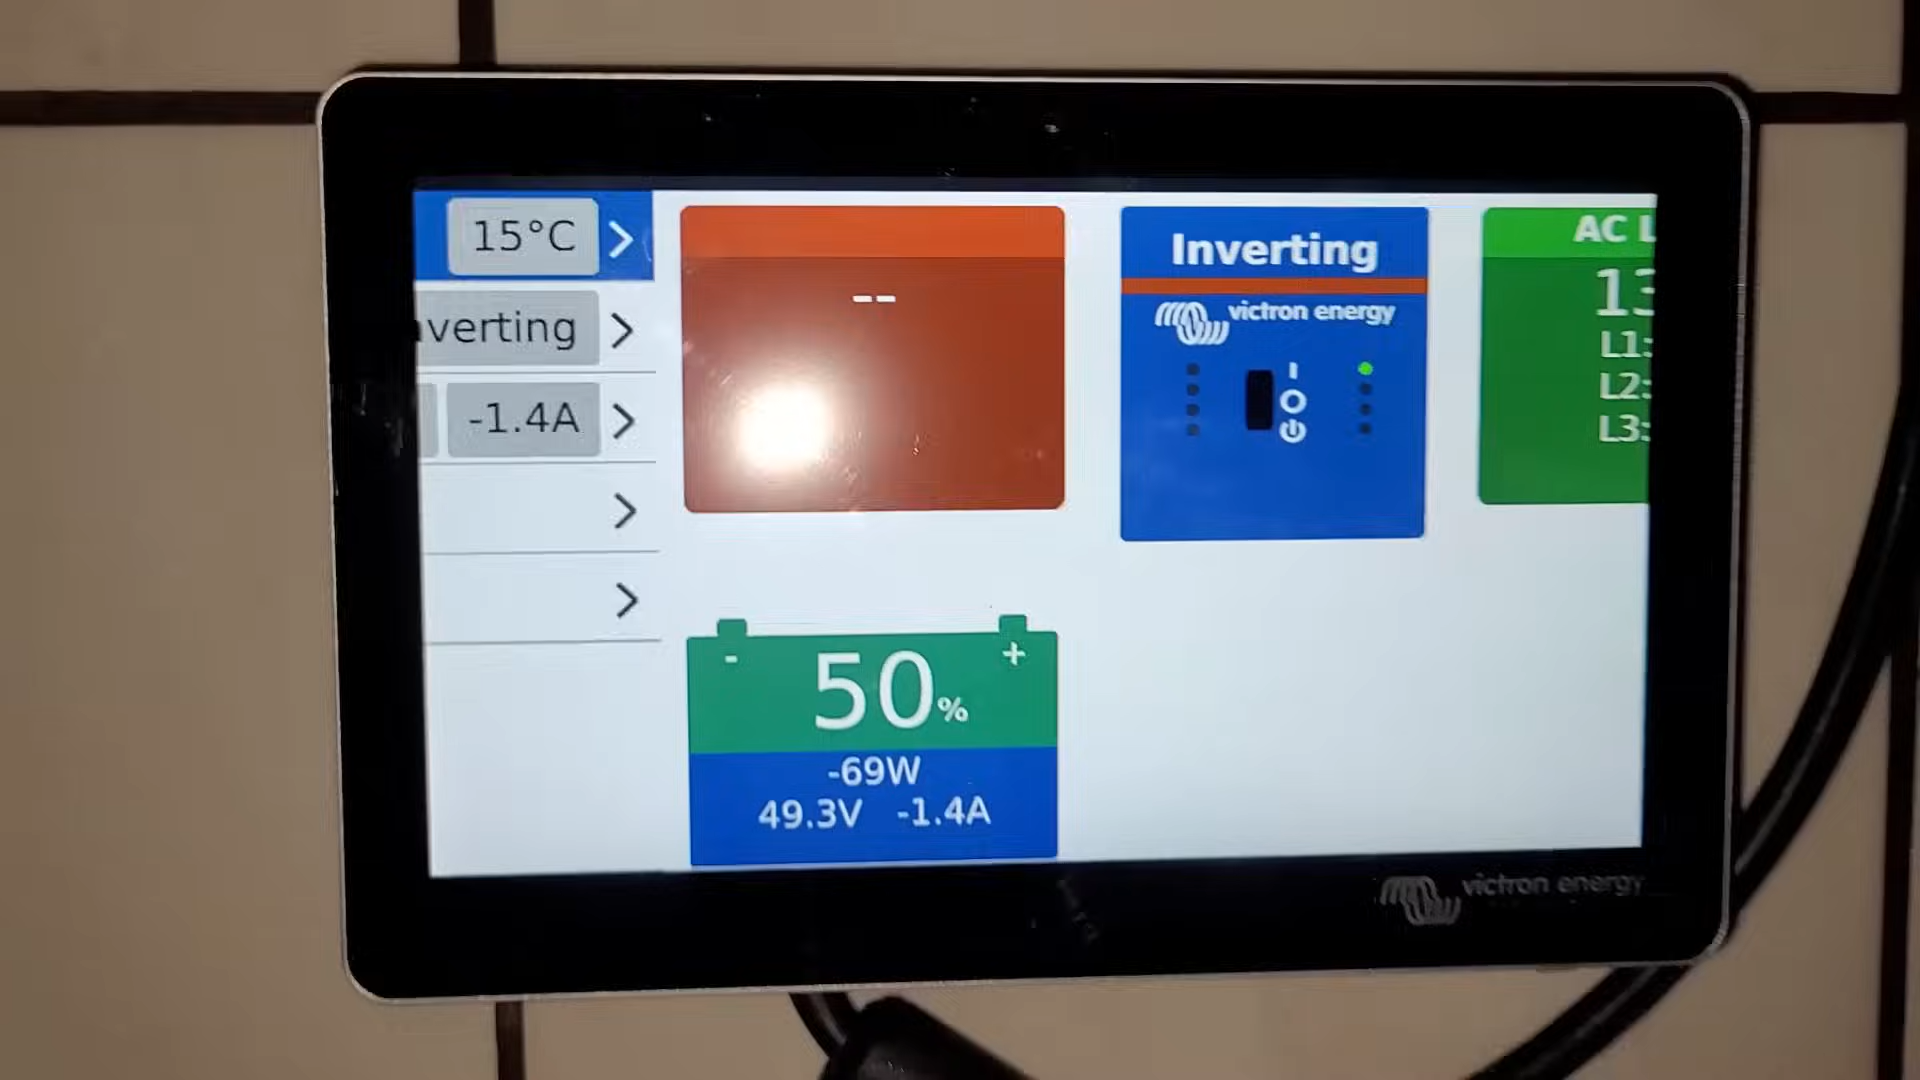 15°C
verting
-1.4A
--
Inverting
victron energy
AC L
13
L1:
L2:
L3:
- 50% +
-69W
49.3V -1.4A
victron energy